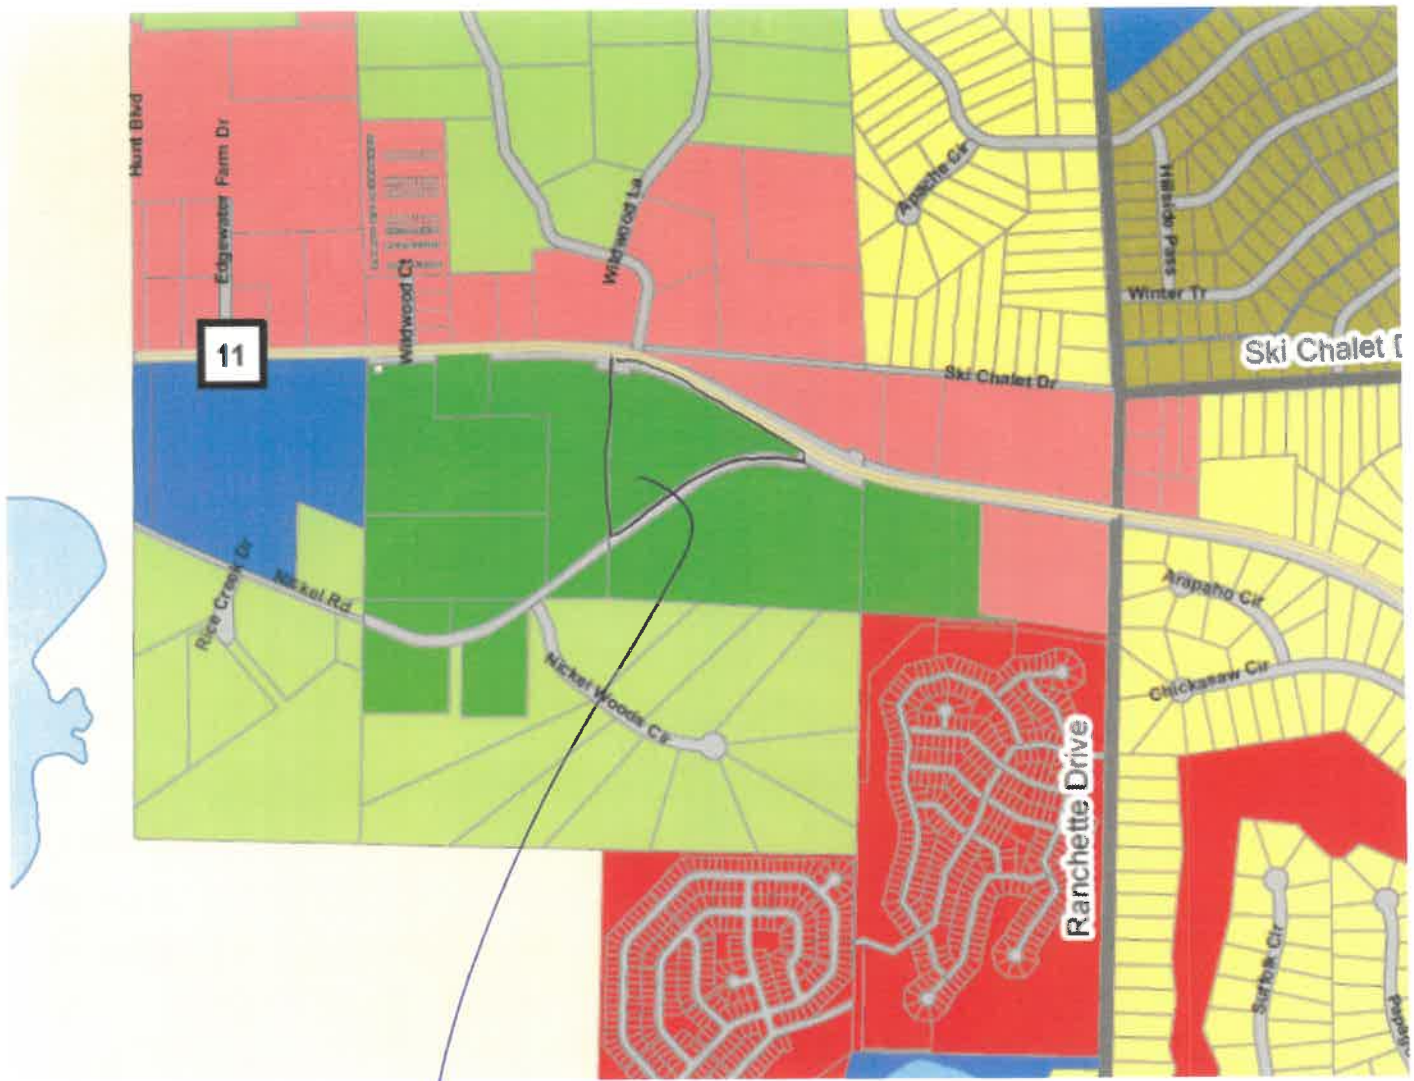 Hunt Blvd
Edgewater Farm Dr
Wildwood Ct
Wildwood La
Apache Cir
Hillside Pass
Winter Tr
11
Ski Chalet D
Ski Chalet Dr
Rice Creek Dr
Nickel Rd
Nickel Woods Cir
Arapaho Cir
Chickasaw Cir
Ranchette Drive
Suffolk Cir